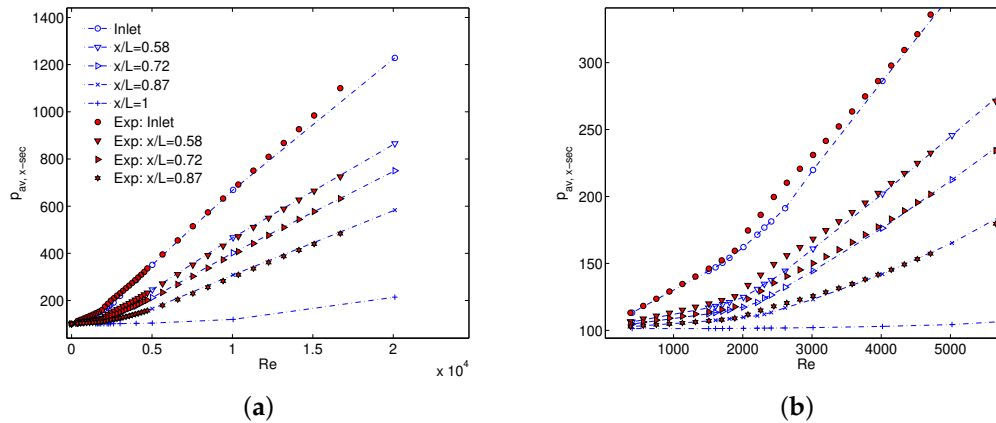 1400
1200
1000
800
600
400
200
p_av, x-sec
0
0.5
1
1.5
2
x 10^4
Re
Inlet
x/L=0.58
x/L=0.72
x/L=0.87
x/L=1
Exp: Inlet
Exp: x/L=0.58
Exp: x/L=0.72
Exp: x/L=0.87
(a)
300
250
200
150
100
p_av, x-sec
1000
2000
3000
4000
5000
Re
(b)